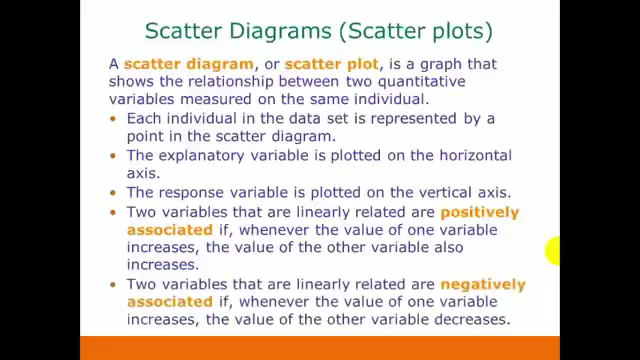 Scatter Diagrams (Scatter plots)
A scatter diagram, or scatter plot, is a graph that
shows the relationship between two quantitative
variables measured on the same individual.
• Each individual in the data set is represented by a
point in the scatter diagram.
• The explanatory variable is plotted on the horizontal
axis.
• The response variable is plotted on the vertical axis.
• Two variables that are linearly related are positively
associated if, whenever the value of one variable
increases, the value of the other variable also
increases.
• Two variables that are linearly related are negatively
associated if, whenever the value of one variable
increases, the value of the other variable decreases.